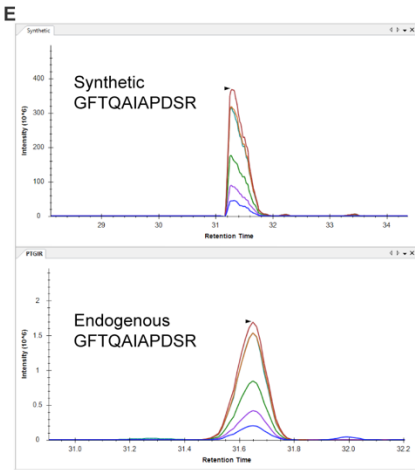 E
Synthetic
Synthetic
GFTQAIAPDSR
Intensity (10^6)
400
300
200
100
0
29 30 31 32 33 34
Retention Time
PTGIR
Endogenous
GFTQAIAPDSR
Intensity (10^6)
2
1.5
1
0.5
0
31.0 31.2 31.4 31.6 31.8 32.0 32.2
Retention Time